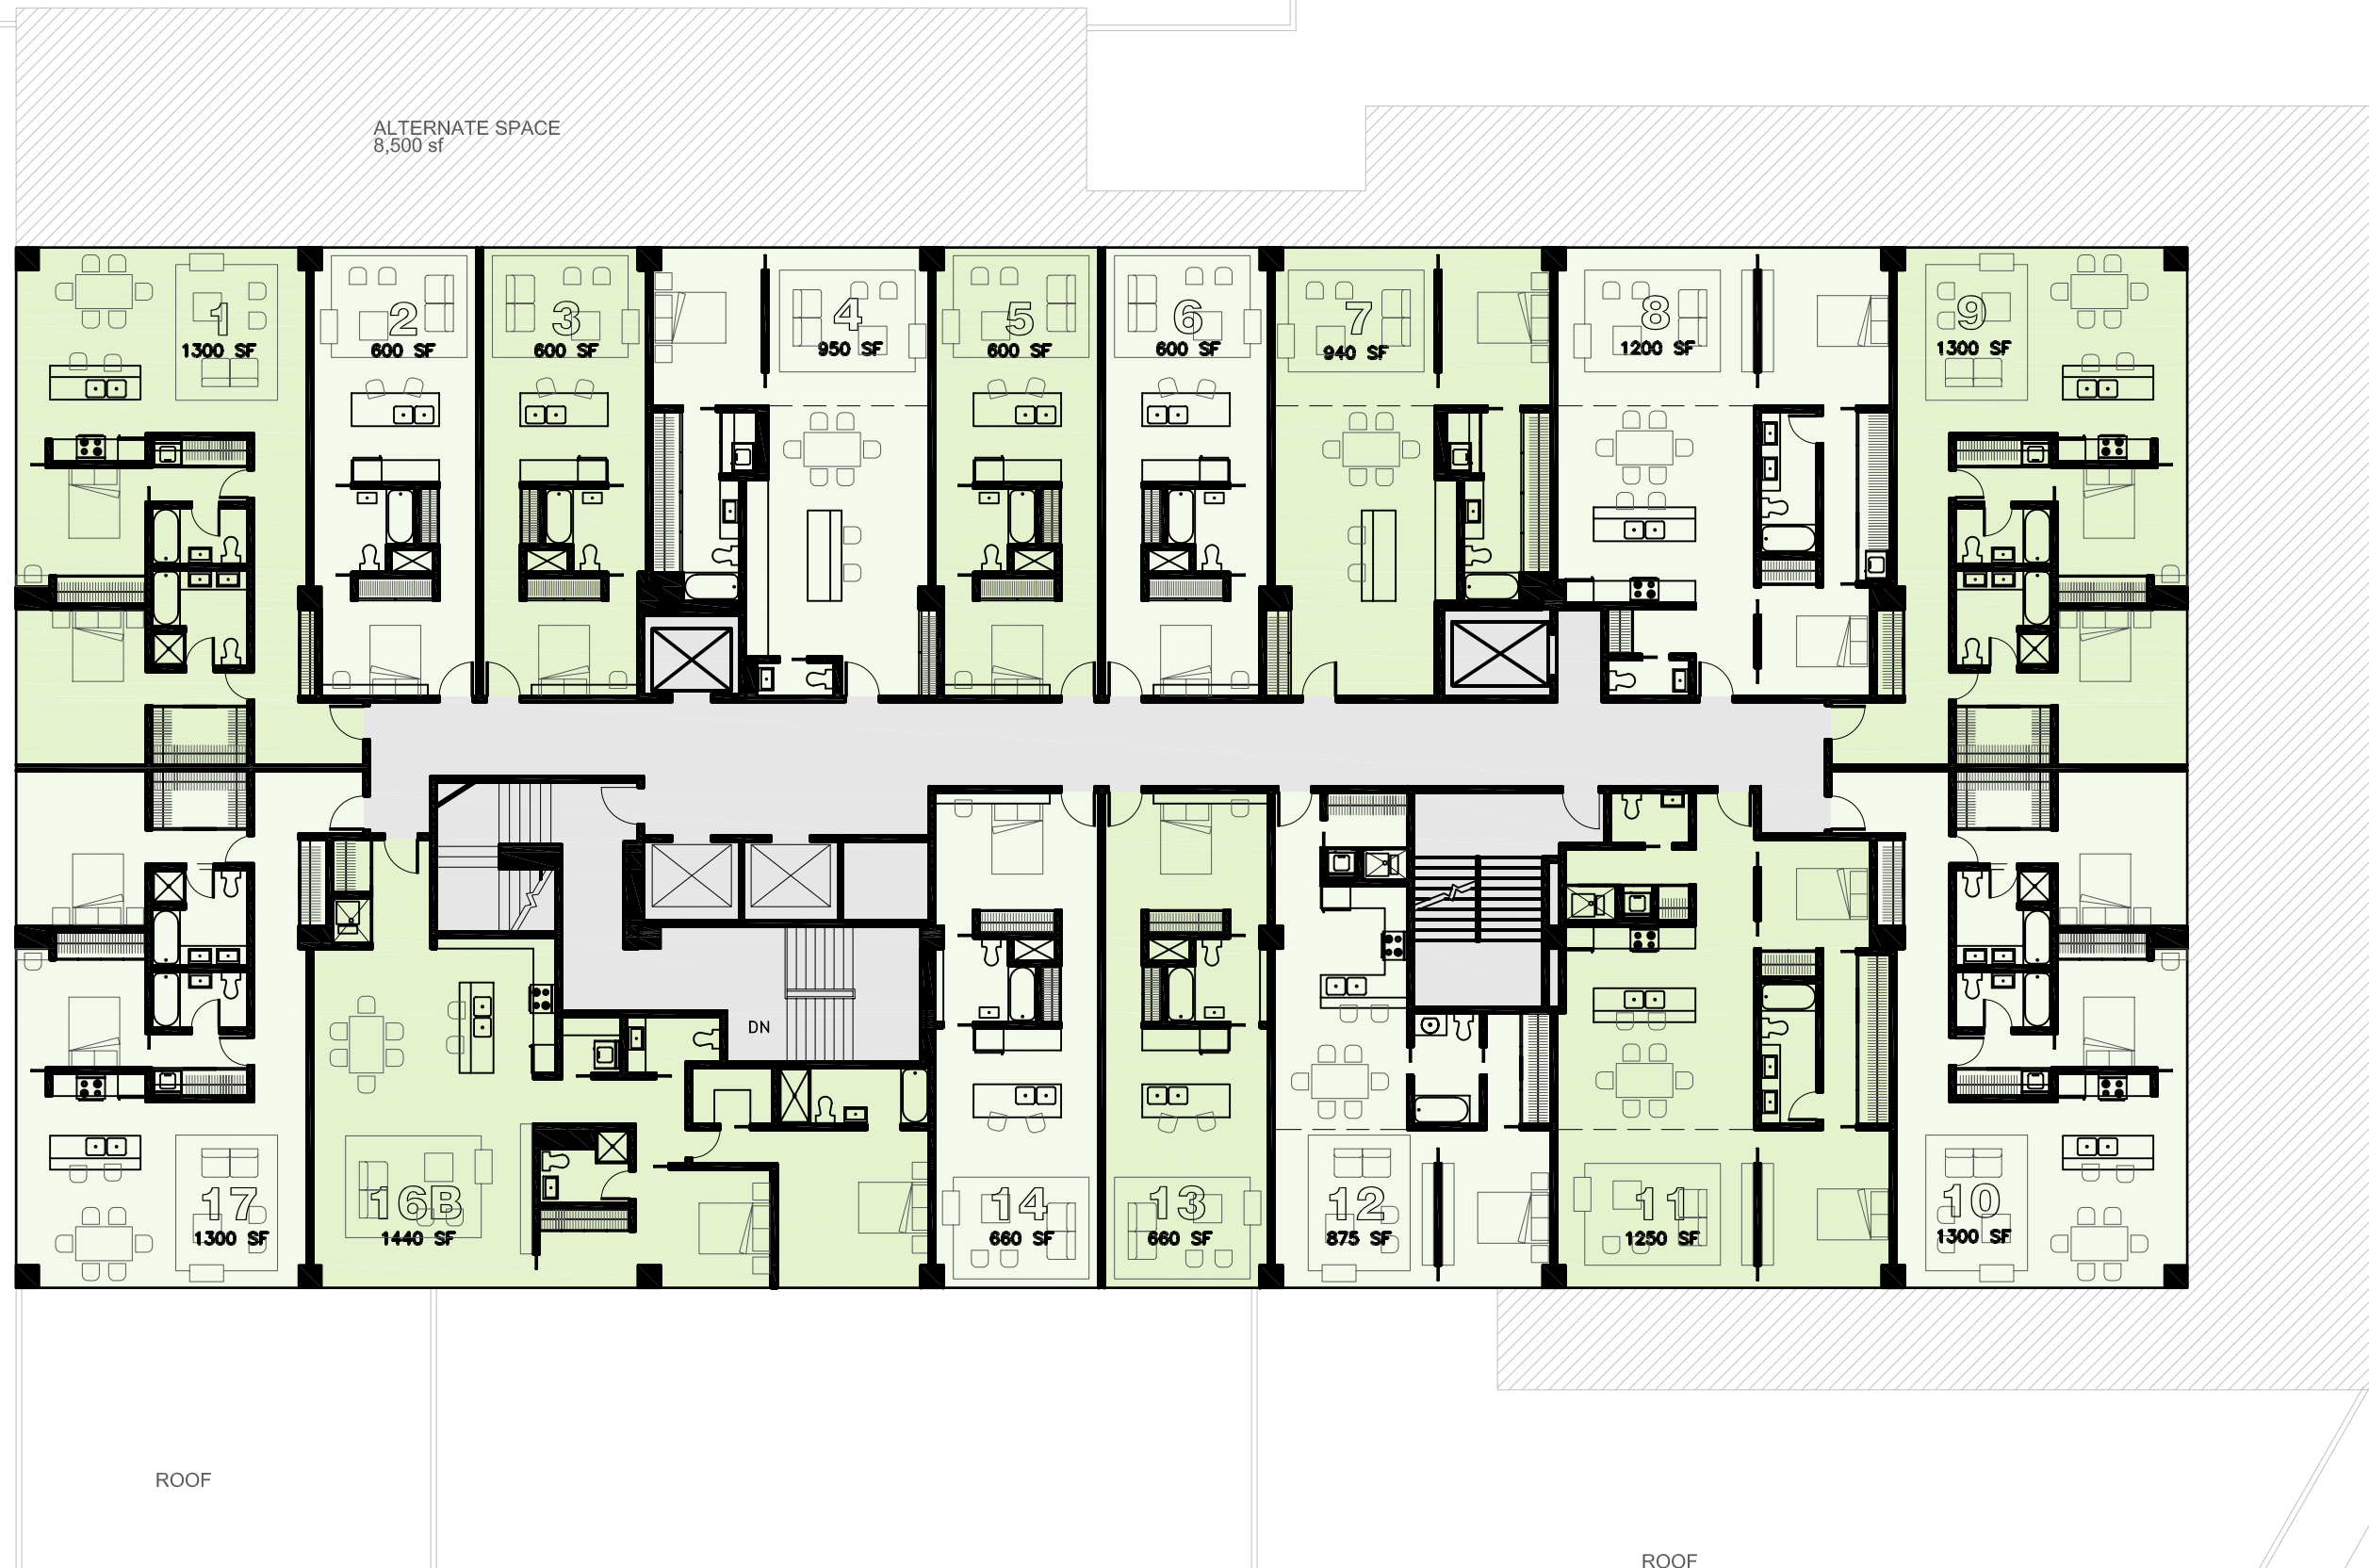 ALTERNATE SPACE
8,500 sf
1
1300 SF
2
600 SF
3
600 SF
4
950 SF
5
600 SF
6
600 SF
7
940 SF
8
1200 SF
9
1300 SF
DN
17
1300 SF
16B
1440 SF
14
660 SF
13
660 SF
12
875 SF
11
1250 SF
10
1300 SF
ROOF
ROOF